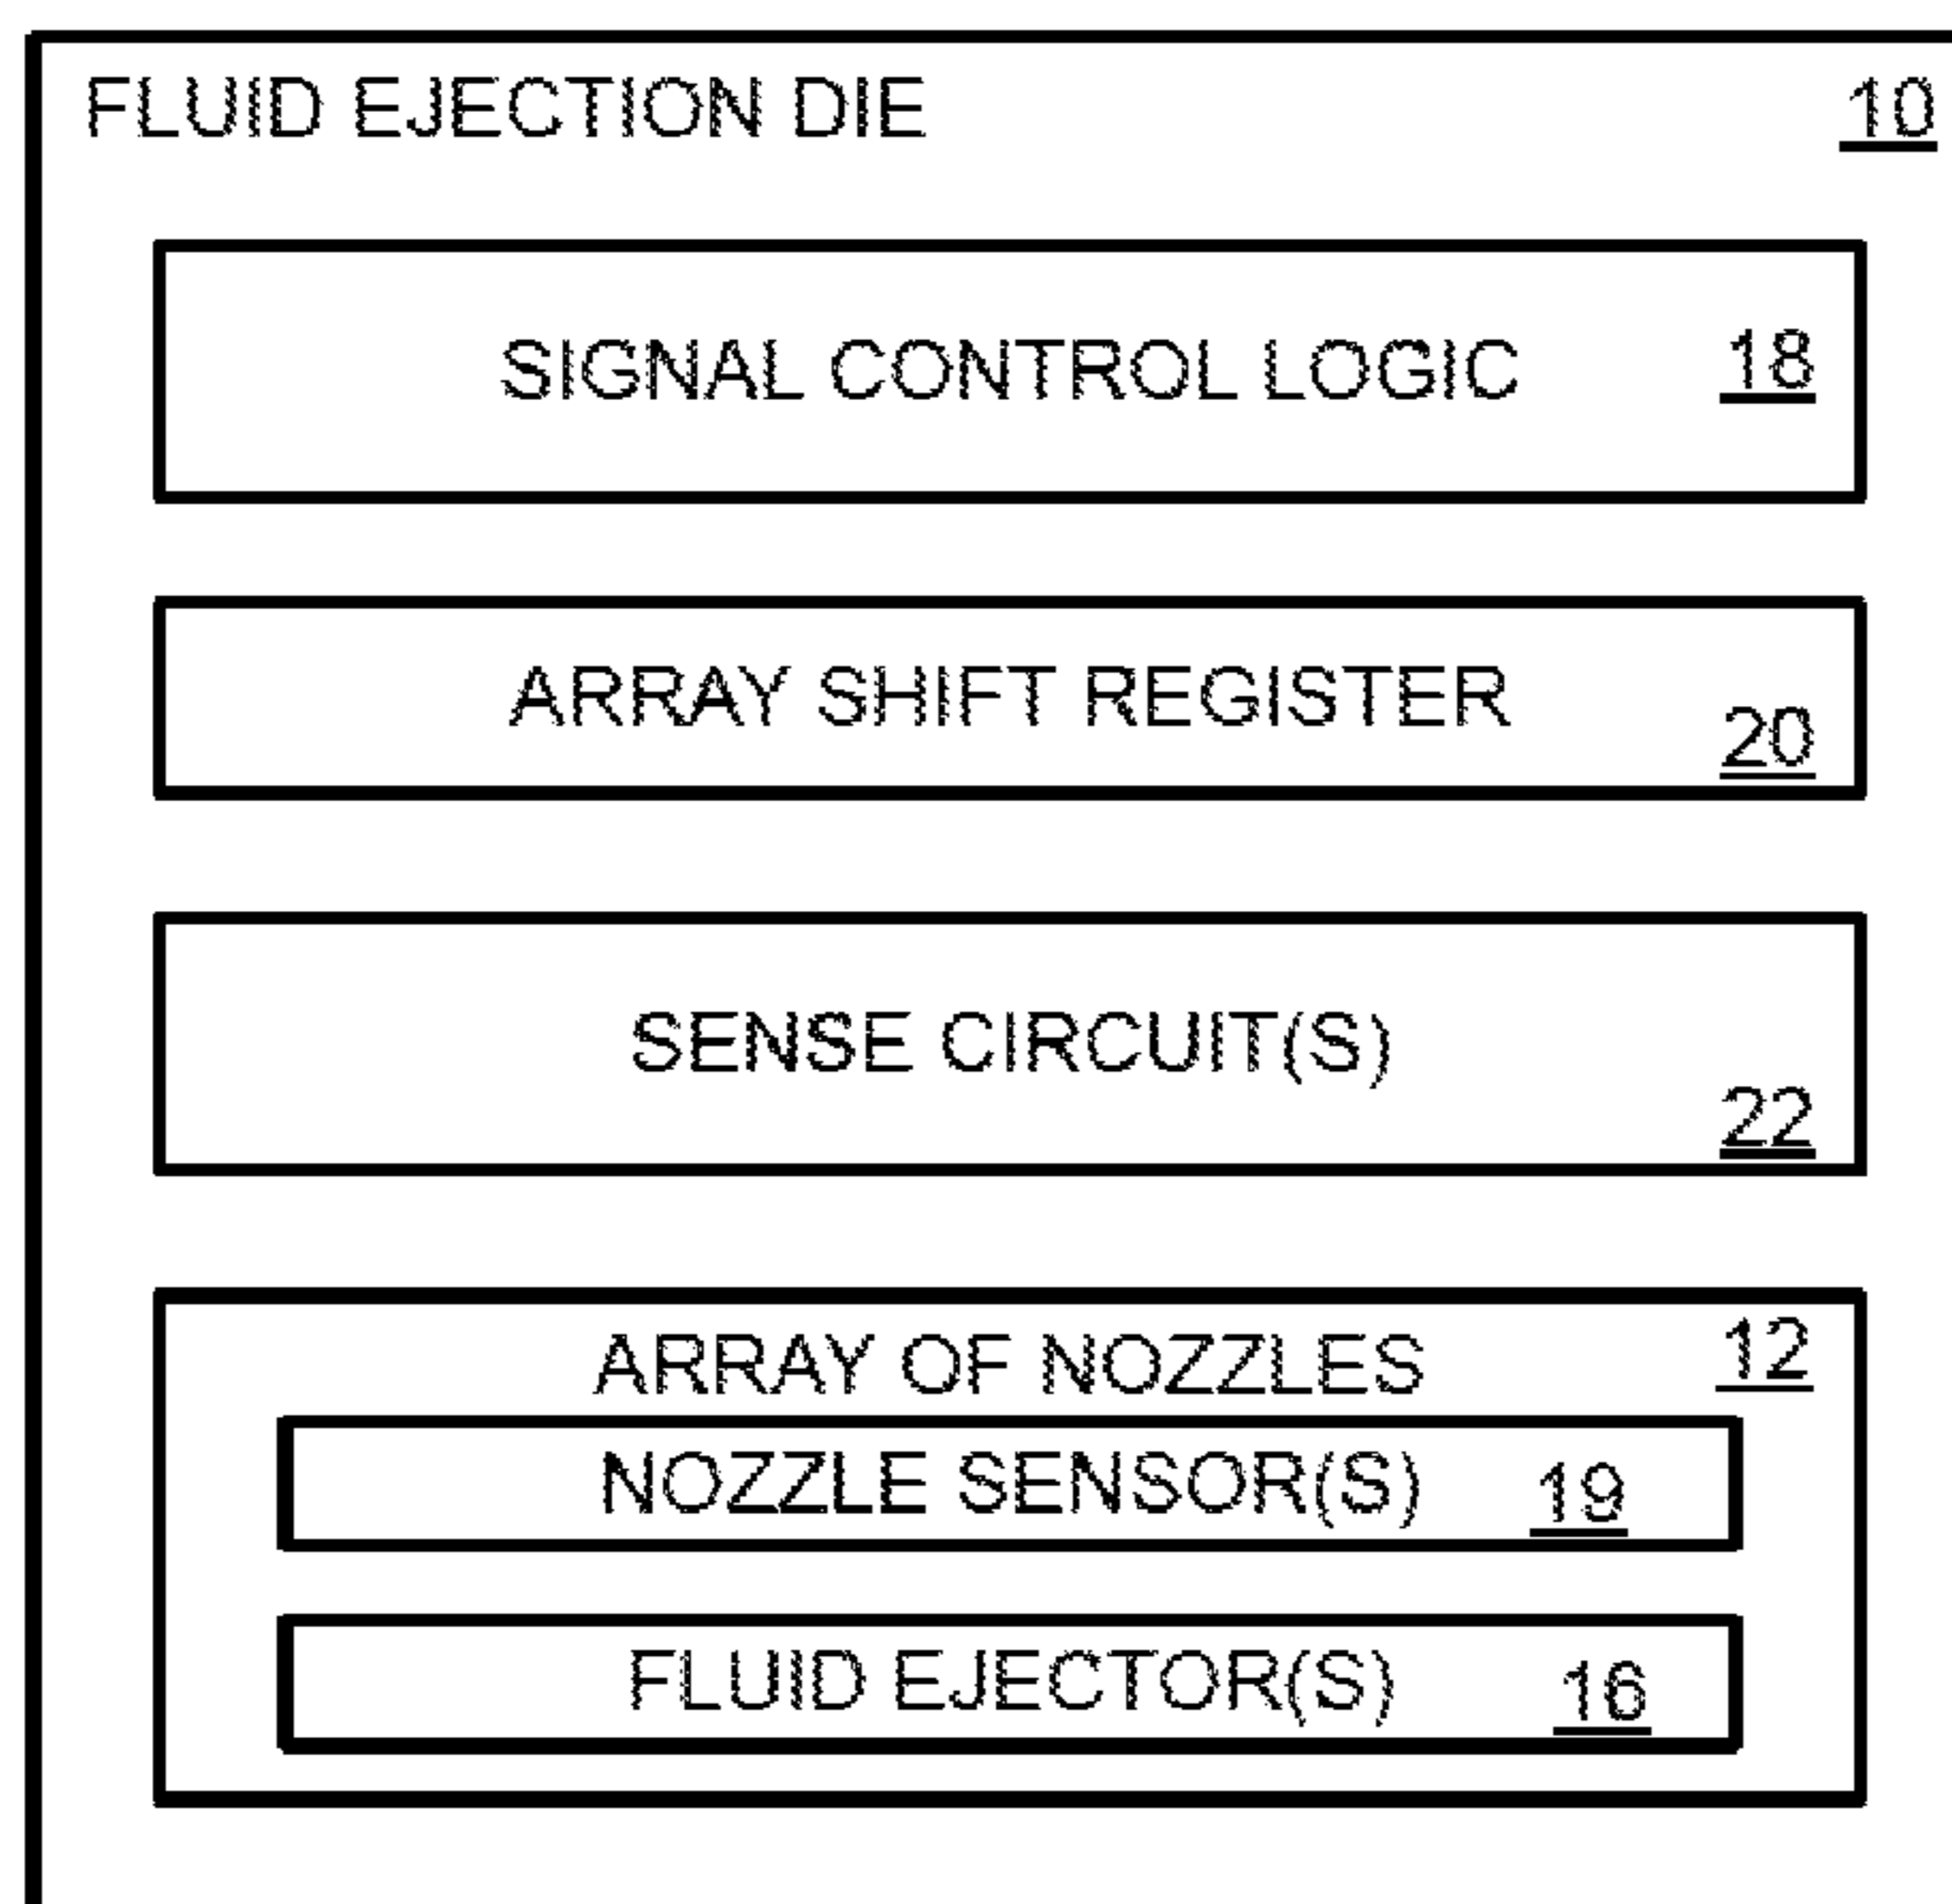 FLUID EJECTION DIE 10
SIGNAL CONTROL LOGIC 18
ARRAY SHIFT REGISTER 20
SENSE CIRCUIT(S) 22
ARRAY OF NOZZLES 12
NOZZLE SENSOR(S) 19
FLUID EJECTOR(S) 16